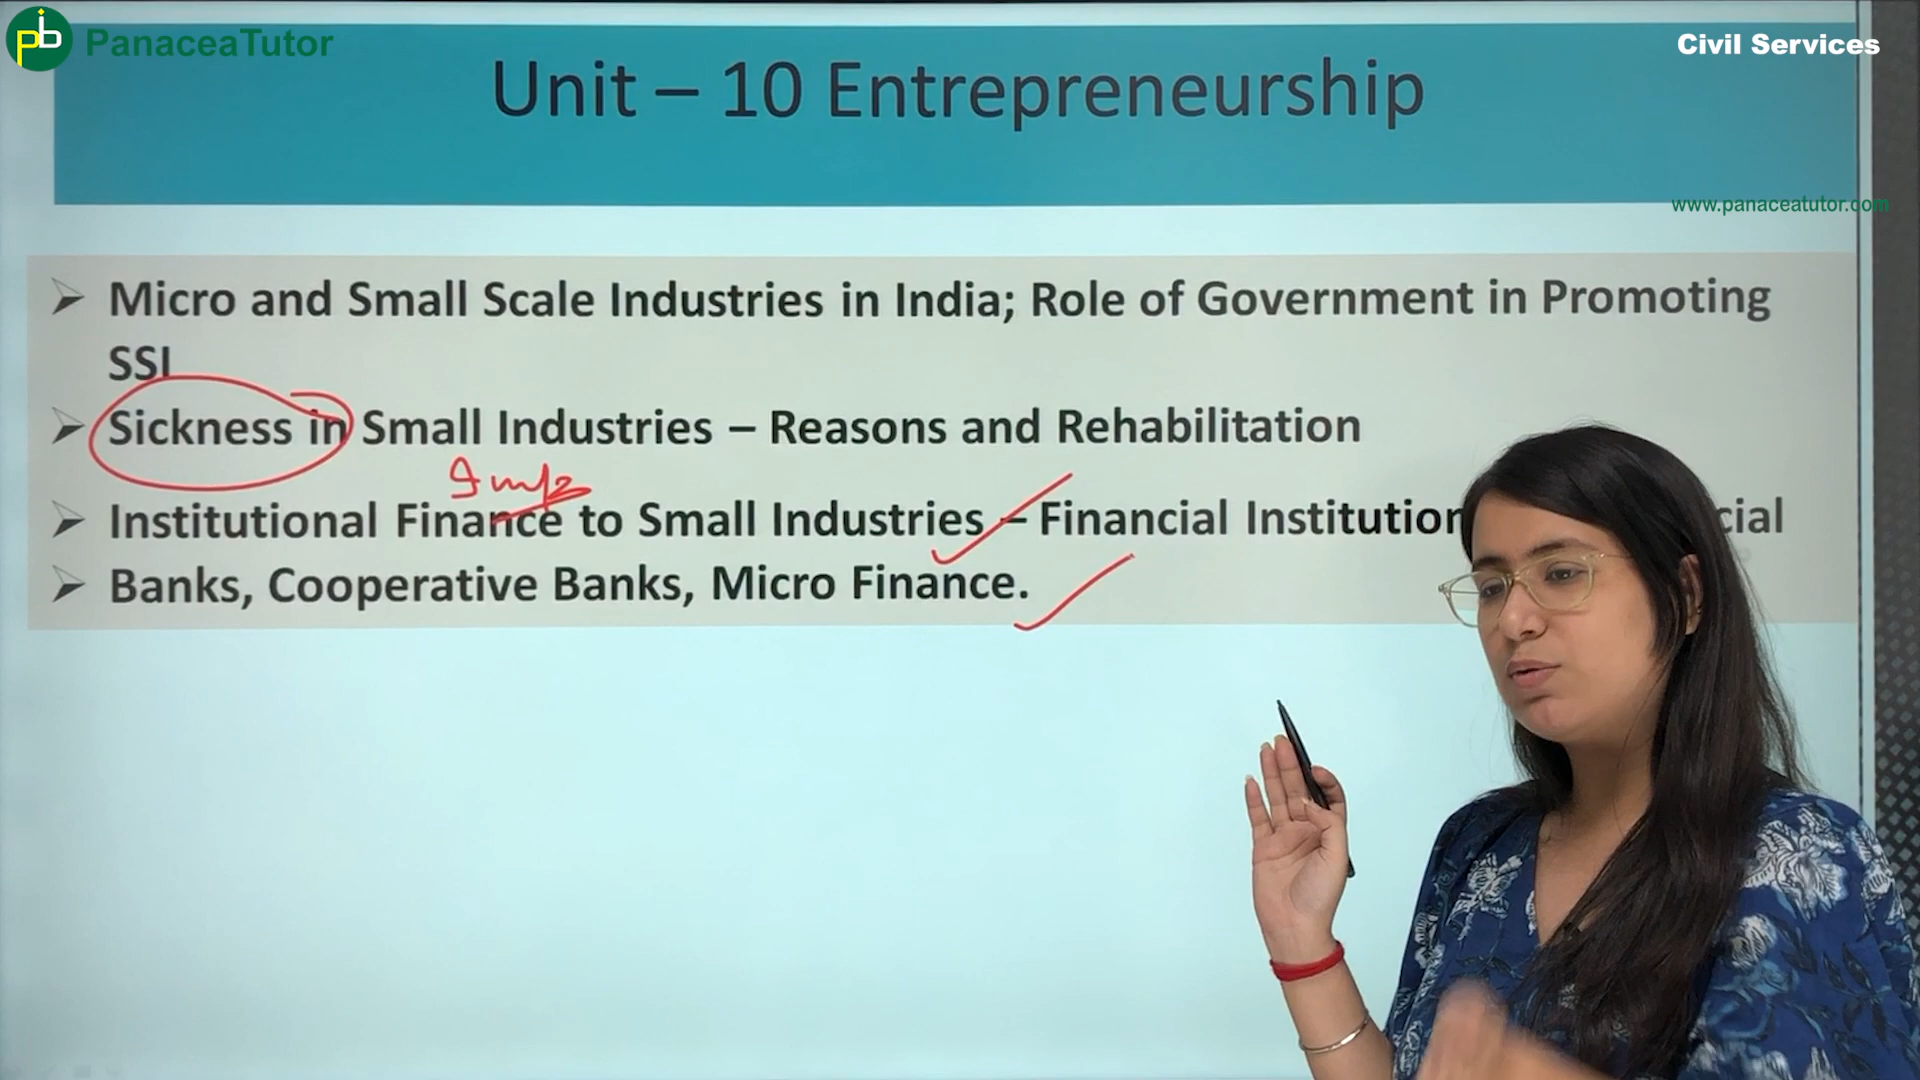 PanaceaTutor
Civil Services
Unit – 10 Entrepreneurship
www.panaceatutor.com
➢ Micro and Small Scale Industries in India; Role of Government in Promoting
SSI
➢ Sickness in Small Industries – Reasons and Rehabilitation
Imp
➢ Institutional Finance to Small Industries – Financial Institution cial
➢ Banks, Cooperative Banks, Micro Finance.